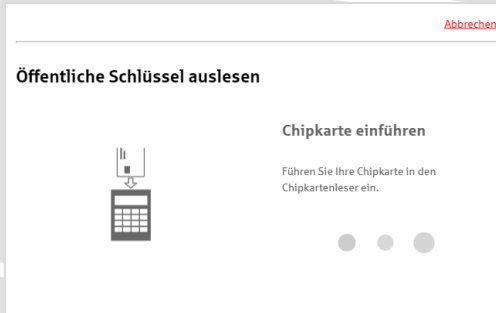 Abbrechen
Öffentliche Schlüssel auslesen
Chipkarte einführen
Führen Sie Ihre Chipkarte in den
Chipkartenleser ein.